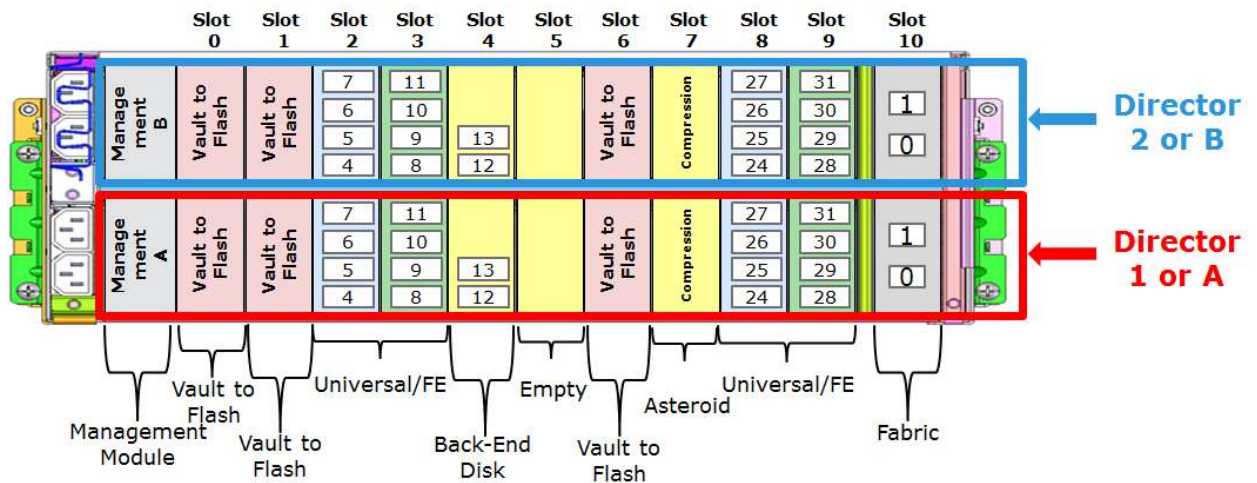 Slot Slot Slot Slot Slot Slot Slot Slot Slot Slot Slot
0 1 2 3 4 5 6 7 8 9 10
Manage
ment
B
Vault to
Flash
Vault to
Flash
7
6
5
4
11
10
9
8
13
12
Vault to
Flash
Compression
27
26
25
24
31
30
29
28
1
0
Director
2 or B
Manage
ment
A
Vault to
Flash
Vault to
Flash
7
6
5
4
11
10
9
8
13
12
Vault to
Flash
Compression
27
26
25
24
31
30
29
28
1
0
Director
1 or A
Management
Module
Vault to
Flash
Vault to
Flash
Universal/FE
Back-End
Disk
Empty
Vault to
Flash
Asteroid
Universal/FE
Fabric